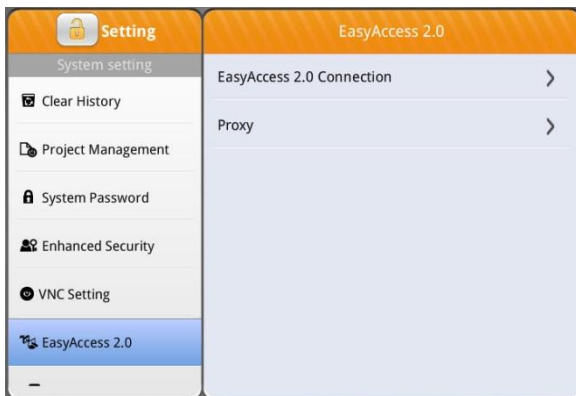 Setting
System setting
Clear History
Project Management
System Password
Enhanced Security
VNC Setting
EasyAccess 2.0
EasyAccess 2.0
EasyAccess 2.0 Connection
Proxy